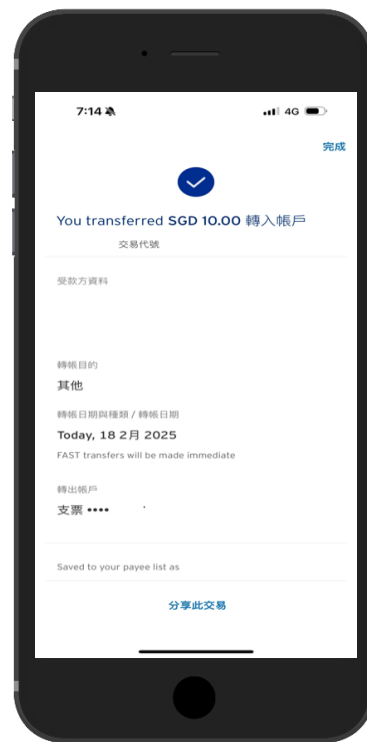 7:14
4G
完成
You transferred SGD 10.00 轉入帳戶
交易代號
受款方資料
轉帳目的
其他
轉帳日期與種類 / 轉帳日期
Today, 18 2月 2025
FAST transfers will be made immediate
轉出帳戶
支票 ••••
Saved to your payee list as
分享此交易